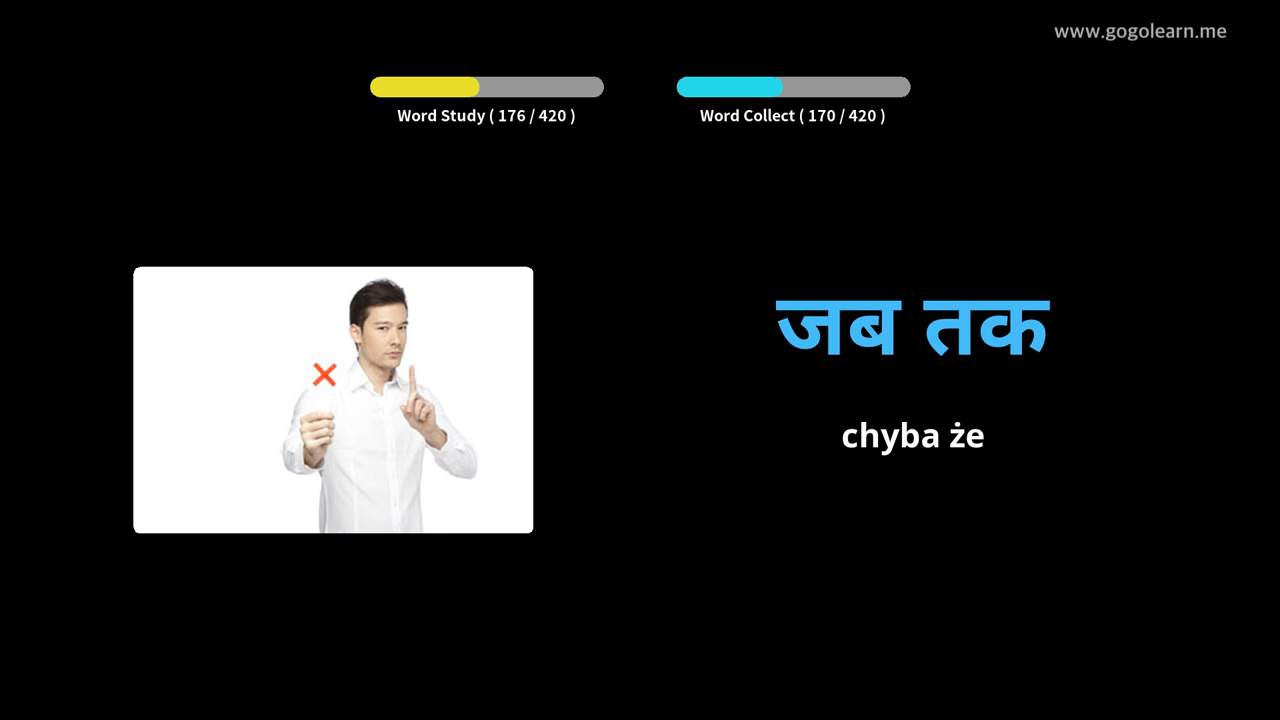 www.gogolearn.me
Word Study ( 176 / 420 )
Word Collect ( 170 / 420 )
जब तक
chyba że